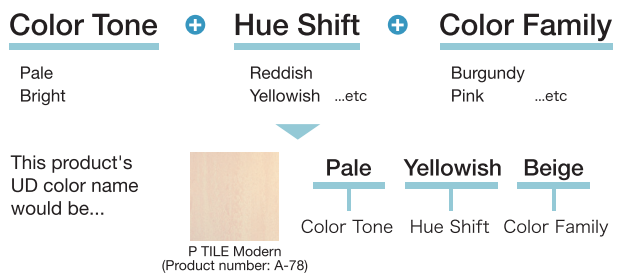 Color Tone + Hue Shift + Color Family
Pale
Bright
Reddish
Yellowish ...etc
Burgundy
Pink ...etc
This product's
UD color name
would be...
P TILE Modern
(Product number: A-78)
Pale Yellowish Beige
Color Tone Hue Shift Color Family